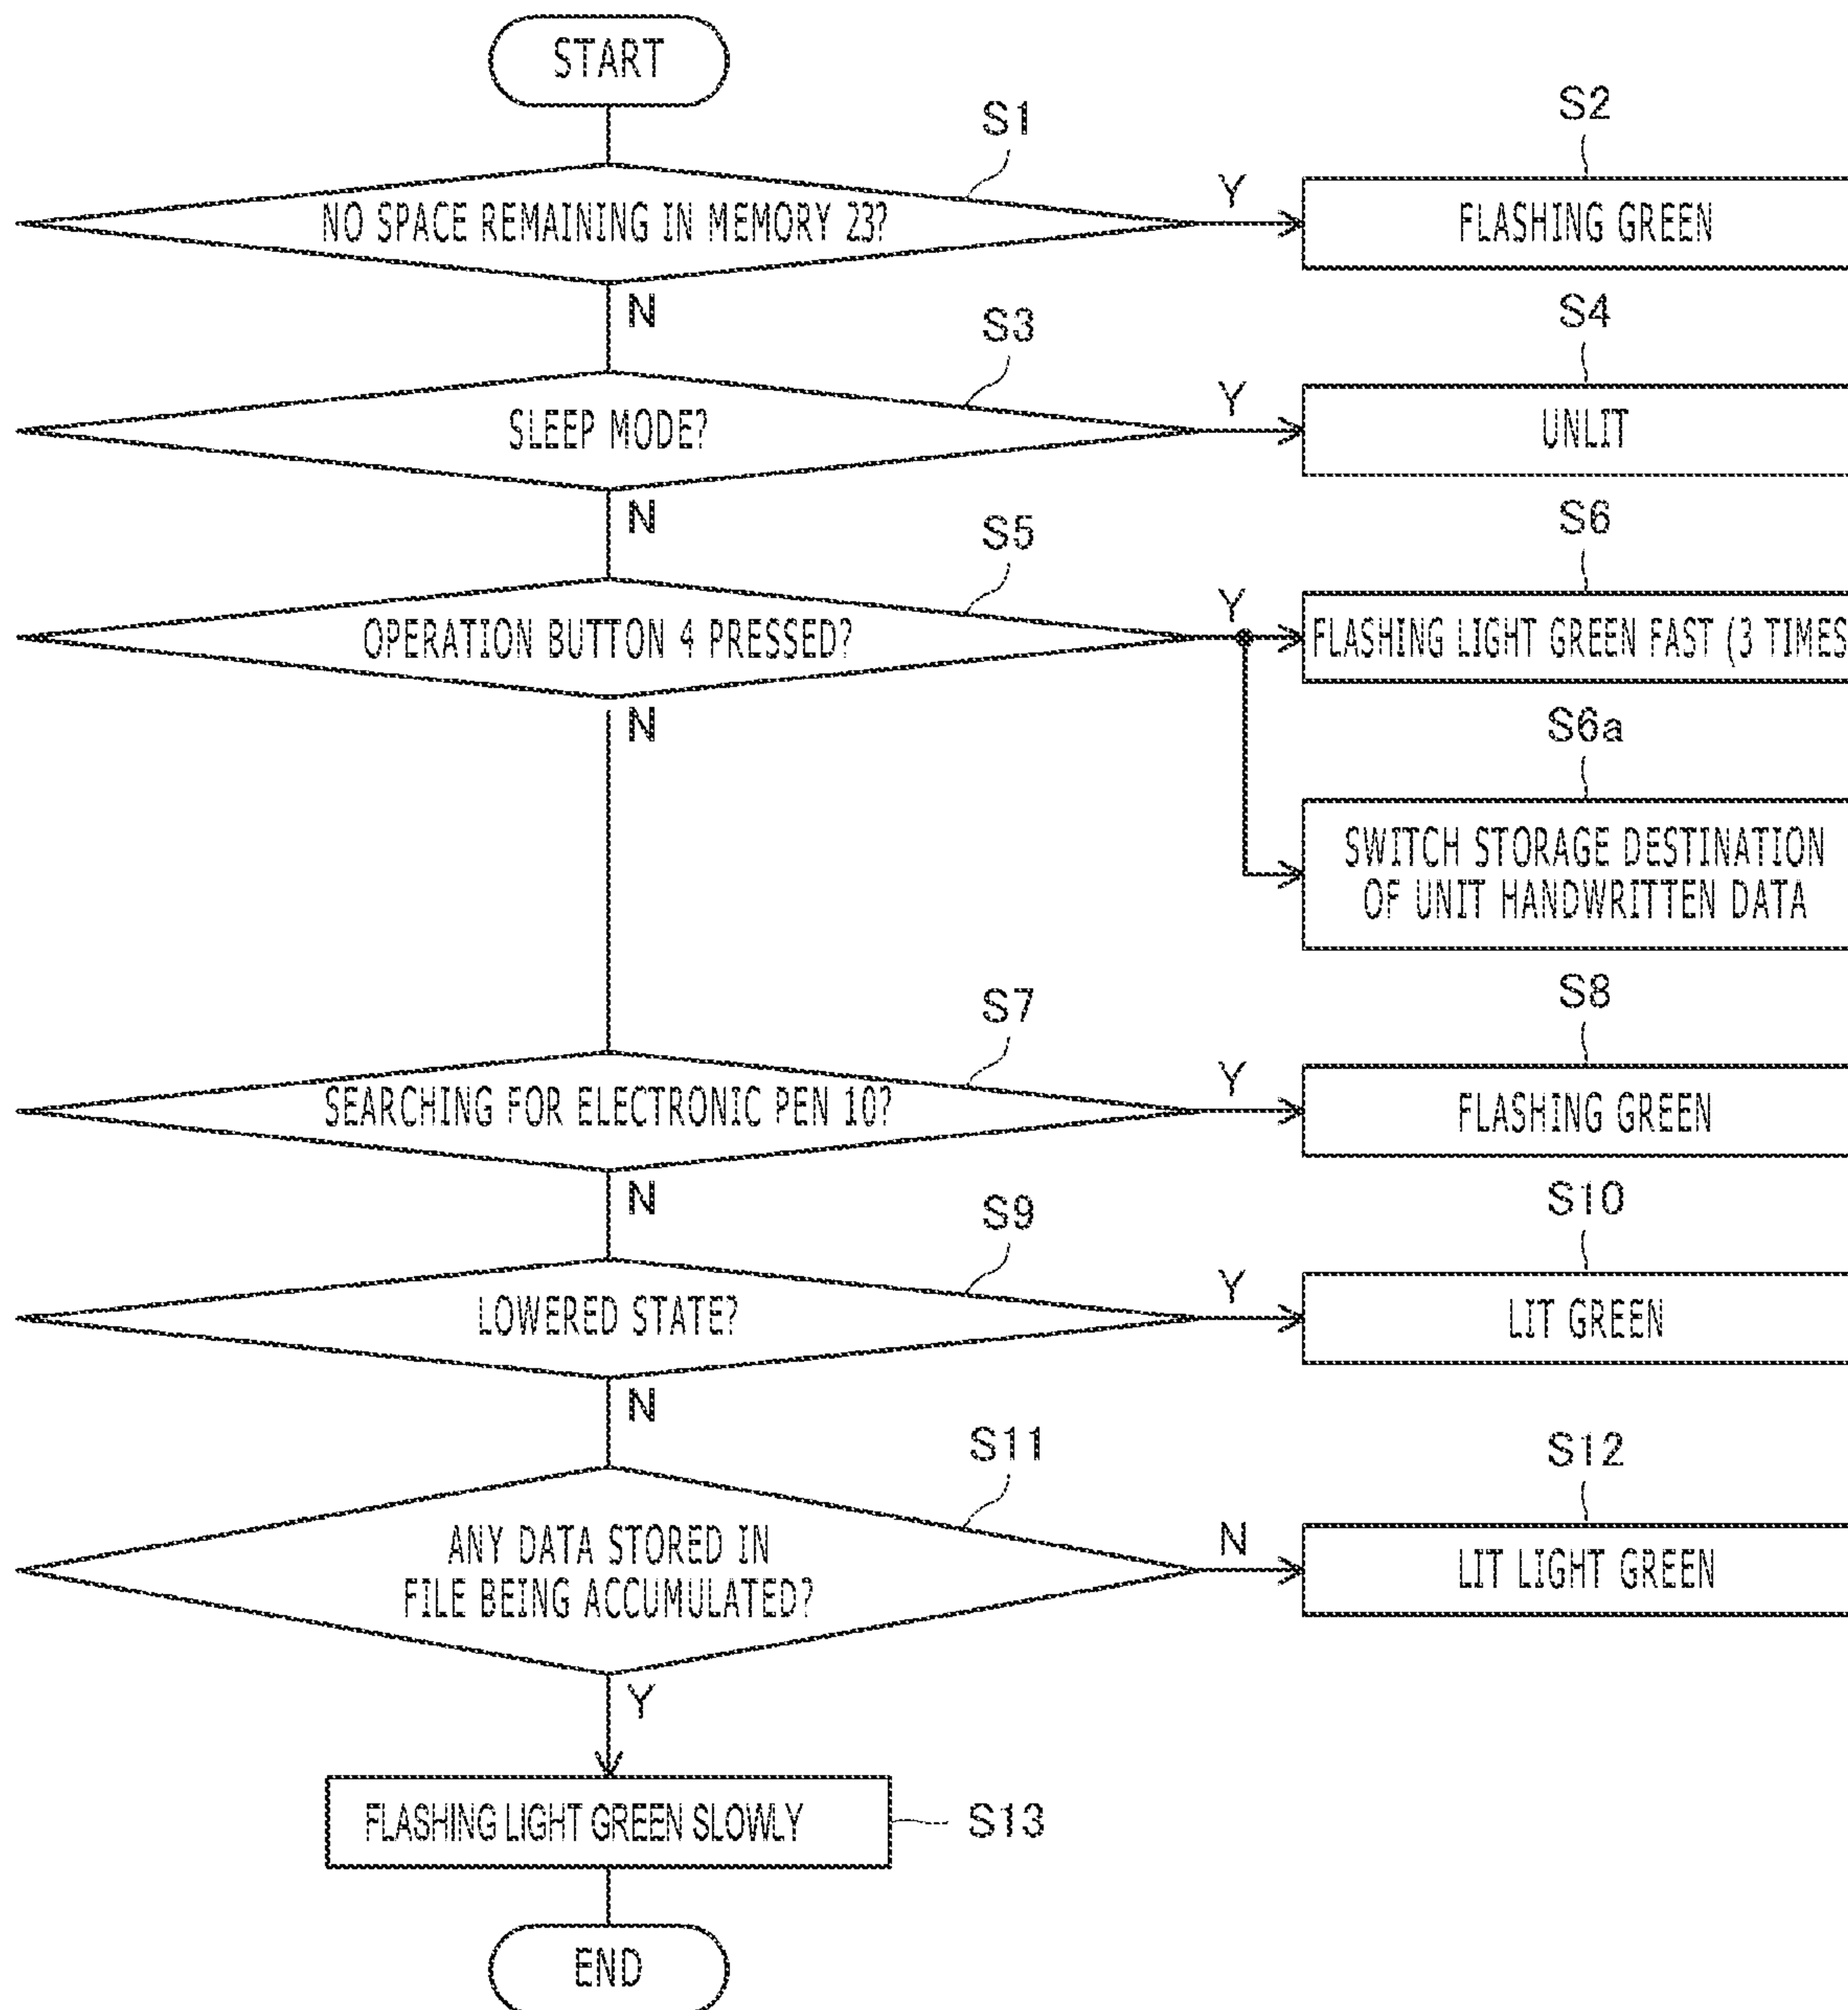 START
S1
S2
NO SPACE REMAINING IN MEMORY 23?
Y
FLASHING GREEN
N
S3
S4
SLEEP MODE?
Y
UNLIT
N
S5
S6
OPERATION BUTTON 4 PRESSED?
Y
FLASHING LIGHT GREEN FAST (3 TIMES
N
S6a
SWITCH STORAGE DESTINATION
OF UNIT HANDWRITTEN DATA
S7
S8
SEARCHING FOR ELECTRONIC PEN 10?
Y
FLASHING GREEN
N
S9
S10
LOWERED STATE?
Y
LIT GREEN
N
S11
S12
ANY DATA STORED IN
FILE BEING ACCUMULATED?
N
LIT LIGHT GREEN
Y
FLASHING LIGHT GREEN SLOWLY
S13
END